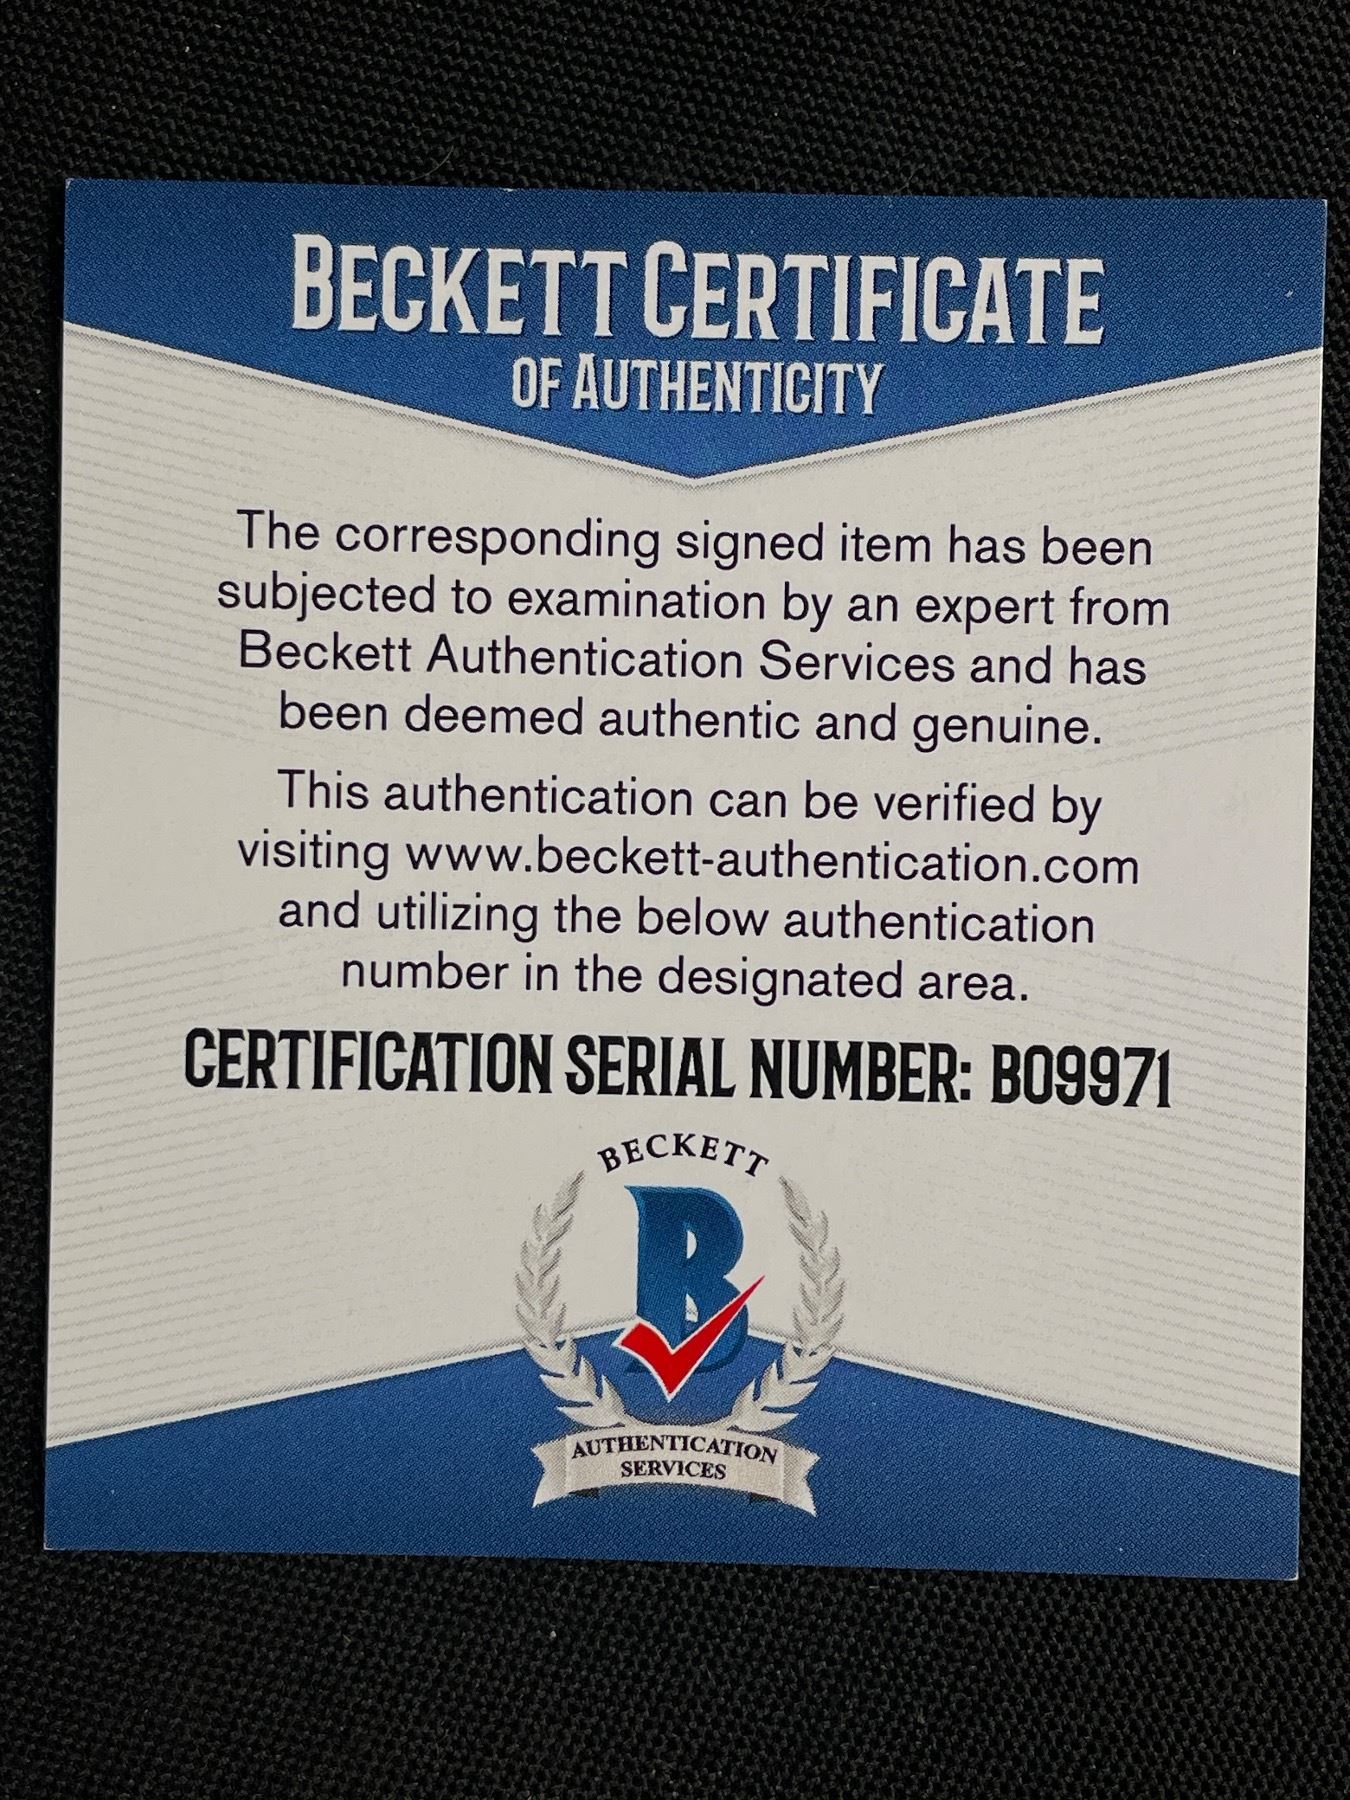 BECKETT CERTIFICATE
OF AUTHENTICITY
The corresponding signed item has been
subjected to examination by an expert from
Beckett Authentication Services and has
been deemed authentic and genuine.
This authentication can be verified by
visiting www.beckett-authentication.com
and utilizing the below authentication
number in the designated area.
CERTIFICATION SERIAL NUMBER: B09971
BECKETT
B
AUTHENTICATION
SERVICES